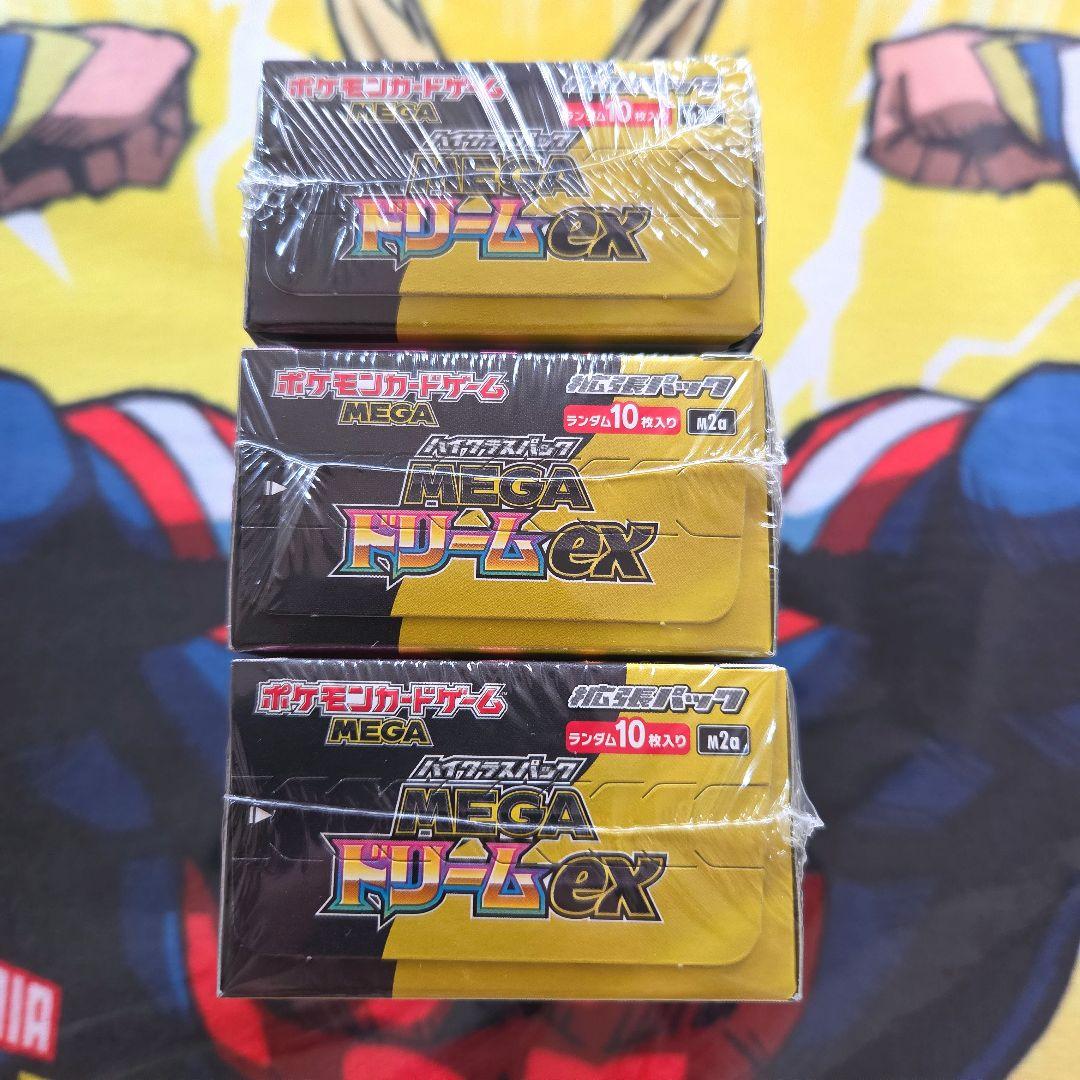 ポケモンカードゲーム
MEGA
拡張パック
ランダム10枚入り
ハイクラスパック
MEGA
ドリームex
ポケモンカードゲーム
MEGA
拡張パック
ランダム10枚入り M2a
ハイクラスパック
MEGA
ドリームex
ポケモンカードゲーム
MEGA
拡張パック
ランダム10枚入り M2a
ハイクラスパック
MEGA
ドリームex